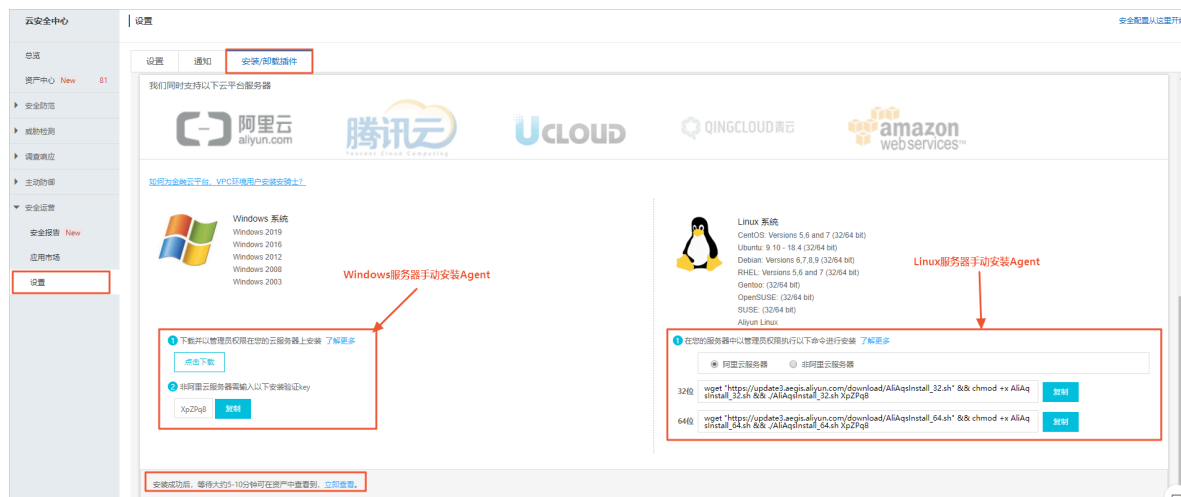 云安全中心
设置
安全配置从这里开始
总览
资产中心 New 81
安全防范
威胁检测
调查响应
主动防御
安全运营
安全报告 New
应用市场
设置
设置 通知 安装/卸载插件
我们同时支持以下云平台服务器
阿里云
aliyun.com
腾讯云
Tencent Cloud Computing
UCLOUD
QINGCLOUD青云
amazon
web services™
如何为金融云平台、VPC环境用户安装安骑士?
Windows 系统
Windows 2019
Windows 2016
Windows 2012
Windows 2008
Windows 2003
Windows服务器手动安装Agent
1 下载并以管理员权限在您的云服务器上安装 了解更多
点击下载
2 非阿里云服务器需输入以下安装验证key
XpZPq8 复制
Linux 系统
CentOS: Versions 5,6 and 7 (32/64 bit)
Ubuntu: 9.10 - 18.4 (32/64 bit)
Debian: Versions 6,7,8,9 (32/64 bit)
RHEL: Versions 5,6 and 7 (32/64 bit)
Gentoo: (32/64 bit)
OpenSUSE: (32/64 bit)
SUSE: (32/64 bit)
Aliyun Linux
Linux服务器手动安装Agent
1 在您的服务器中以管理员权限执行以下命令进行安装 了解更多
阿里云服务器 非阿里云服务器
32位 wget "https://update3.aegis.aliyun.com/download/AliAqsInstall_32.sh" && chmod +x AliAq
sInstall_32.sh && ./AliAqsInstall_32.sh XpZPq8 复制
64位 wget "https://update3.aegis.aliyun.com/download/AliAqsInstall_64.sh" && chmod +x AliAq
sInstall_64.sh && ./AliAqsInstall_64.sh XpZPq8 复制
安装成功后，等待大约5-10分钟可在资产中查看到，立即查看。